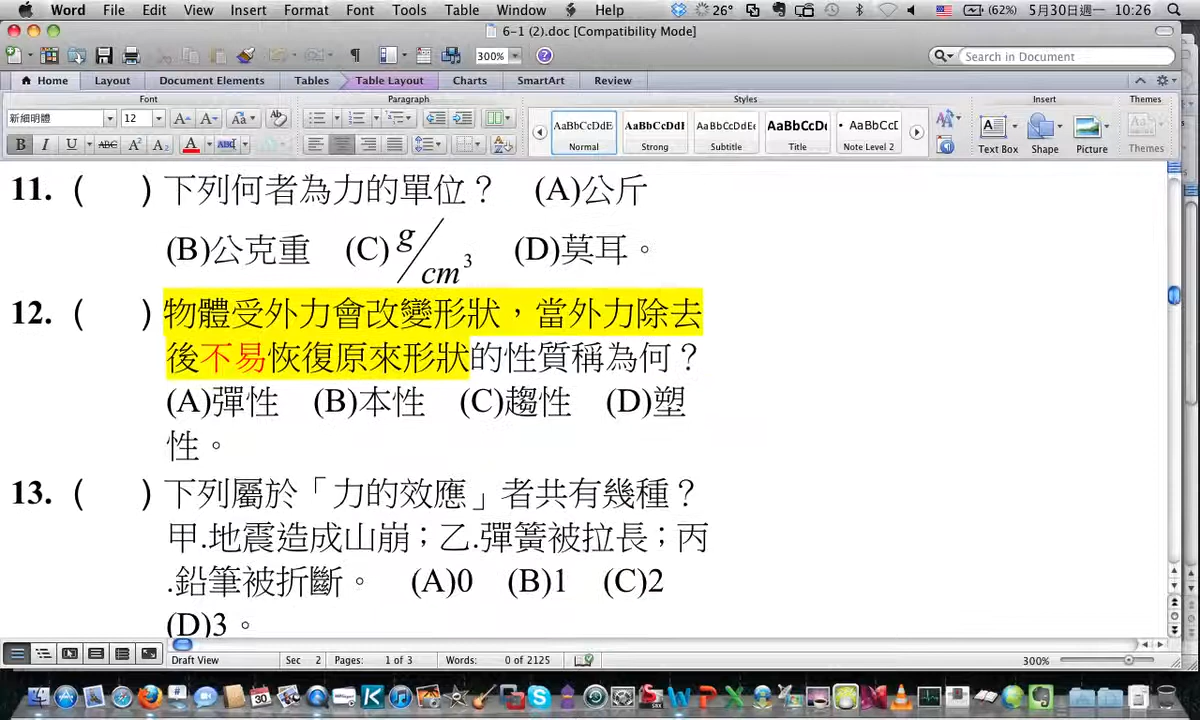 Word File Edit View Insert Format Font Tools Table Window Help 26° (62%) 5月30日週一 10:26
6-1 (2).doc [Compatibility Mode]
300% Search in Document
Home Layout Document Elements Tables Table Layout Charts SmartArt Review
Font Paragraph Styles Insert Themes
新細明體 12 A A Aa
AaBbCcDdE AaBbCcDdI AaBbCcDdEe AaBbCcDı • AaBbCcI
B I U ABC A² A₂ A ABC
Normal Strong Subtitle Title Note Level 2 Text Box Shape Picture Themes
11. ( ) 下列何者為力的單位? (A)公斤
(B)公克重 (C) g/cm³ (D)莫耳。
12. ( ) 物體受外力會改變形狀,當外力除去
後不易恢復原來形狀的性質稱為何?
(A)彈性 (B)本性 (C)趨性 (D)塑
性。
13. ( ) 下列屬於「力的效應」者共有幾種?
甲.地震造成山崩;乙.彈簧被拉長;丙
.鉛筆被折斷。 (A)0 (B)1 (C)2
(D)3。
Draft View Sec 2 Pages: 1 of 3 Words: 0 of 2125 300%